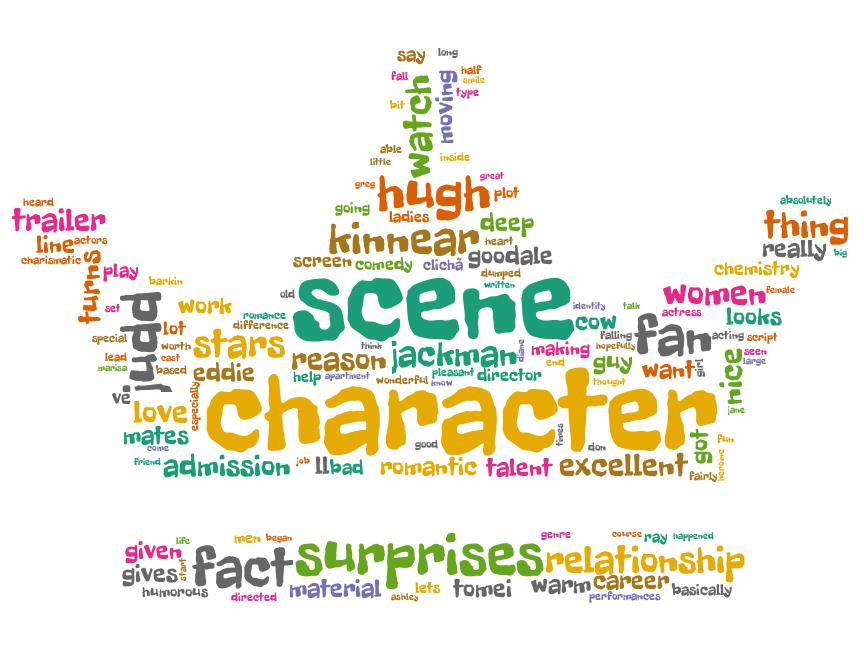 say long
fall half
smile
type
watch
moving
bit
able
little
inside
greg great
hugh plot
heard
trailer
absolutely
thing
going ladies deep
line actors
charismatic
kinnear heart
really big
turns play
screen comedy clichã goodale
dumped
written
chemistry
barkin
set
judd
work
old
scene
identity talk
women female
actress
romance
difference
cow
looks
special
lot
worth
stars
think
jackman
diane
making
falling
hopefully
fan
acting script
lead
cast
marisa
based
eddie
reason
help apartment wonderful
pleasant
know
director
end
guy
thought
want
girl
nice
seen
large
jane
ve
love
especially
character
mates
come
good
times
don
got
fun
heroine
friend admission job ll bad romantic talent excellent fairly
given life
men began
genre
course ray happened
gives start fact surprises relationship
humorous
directed
material
ashley
lets tomei warm career
performances
basically